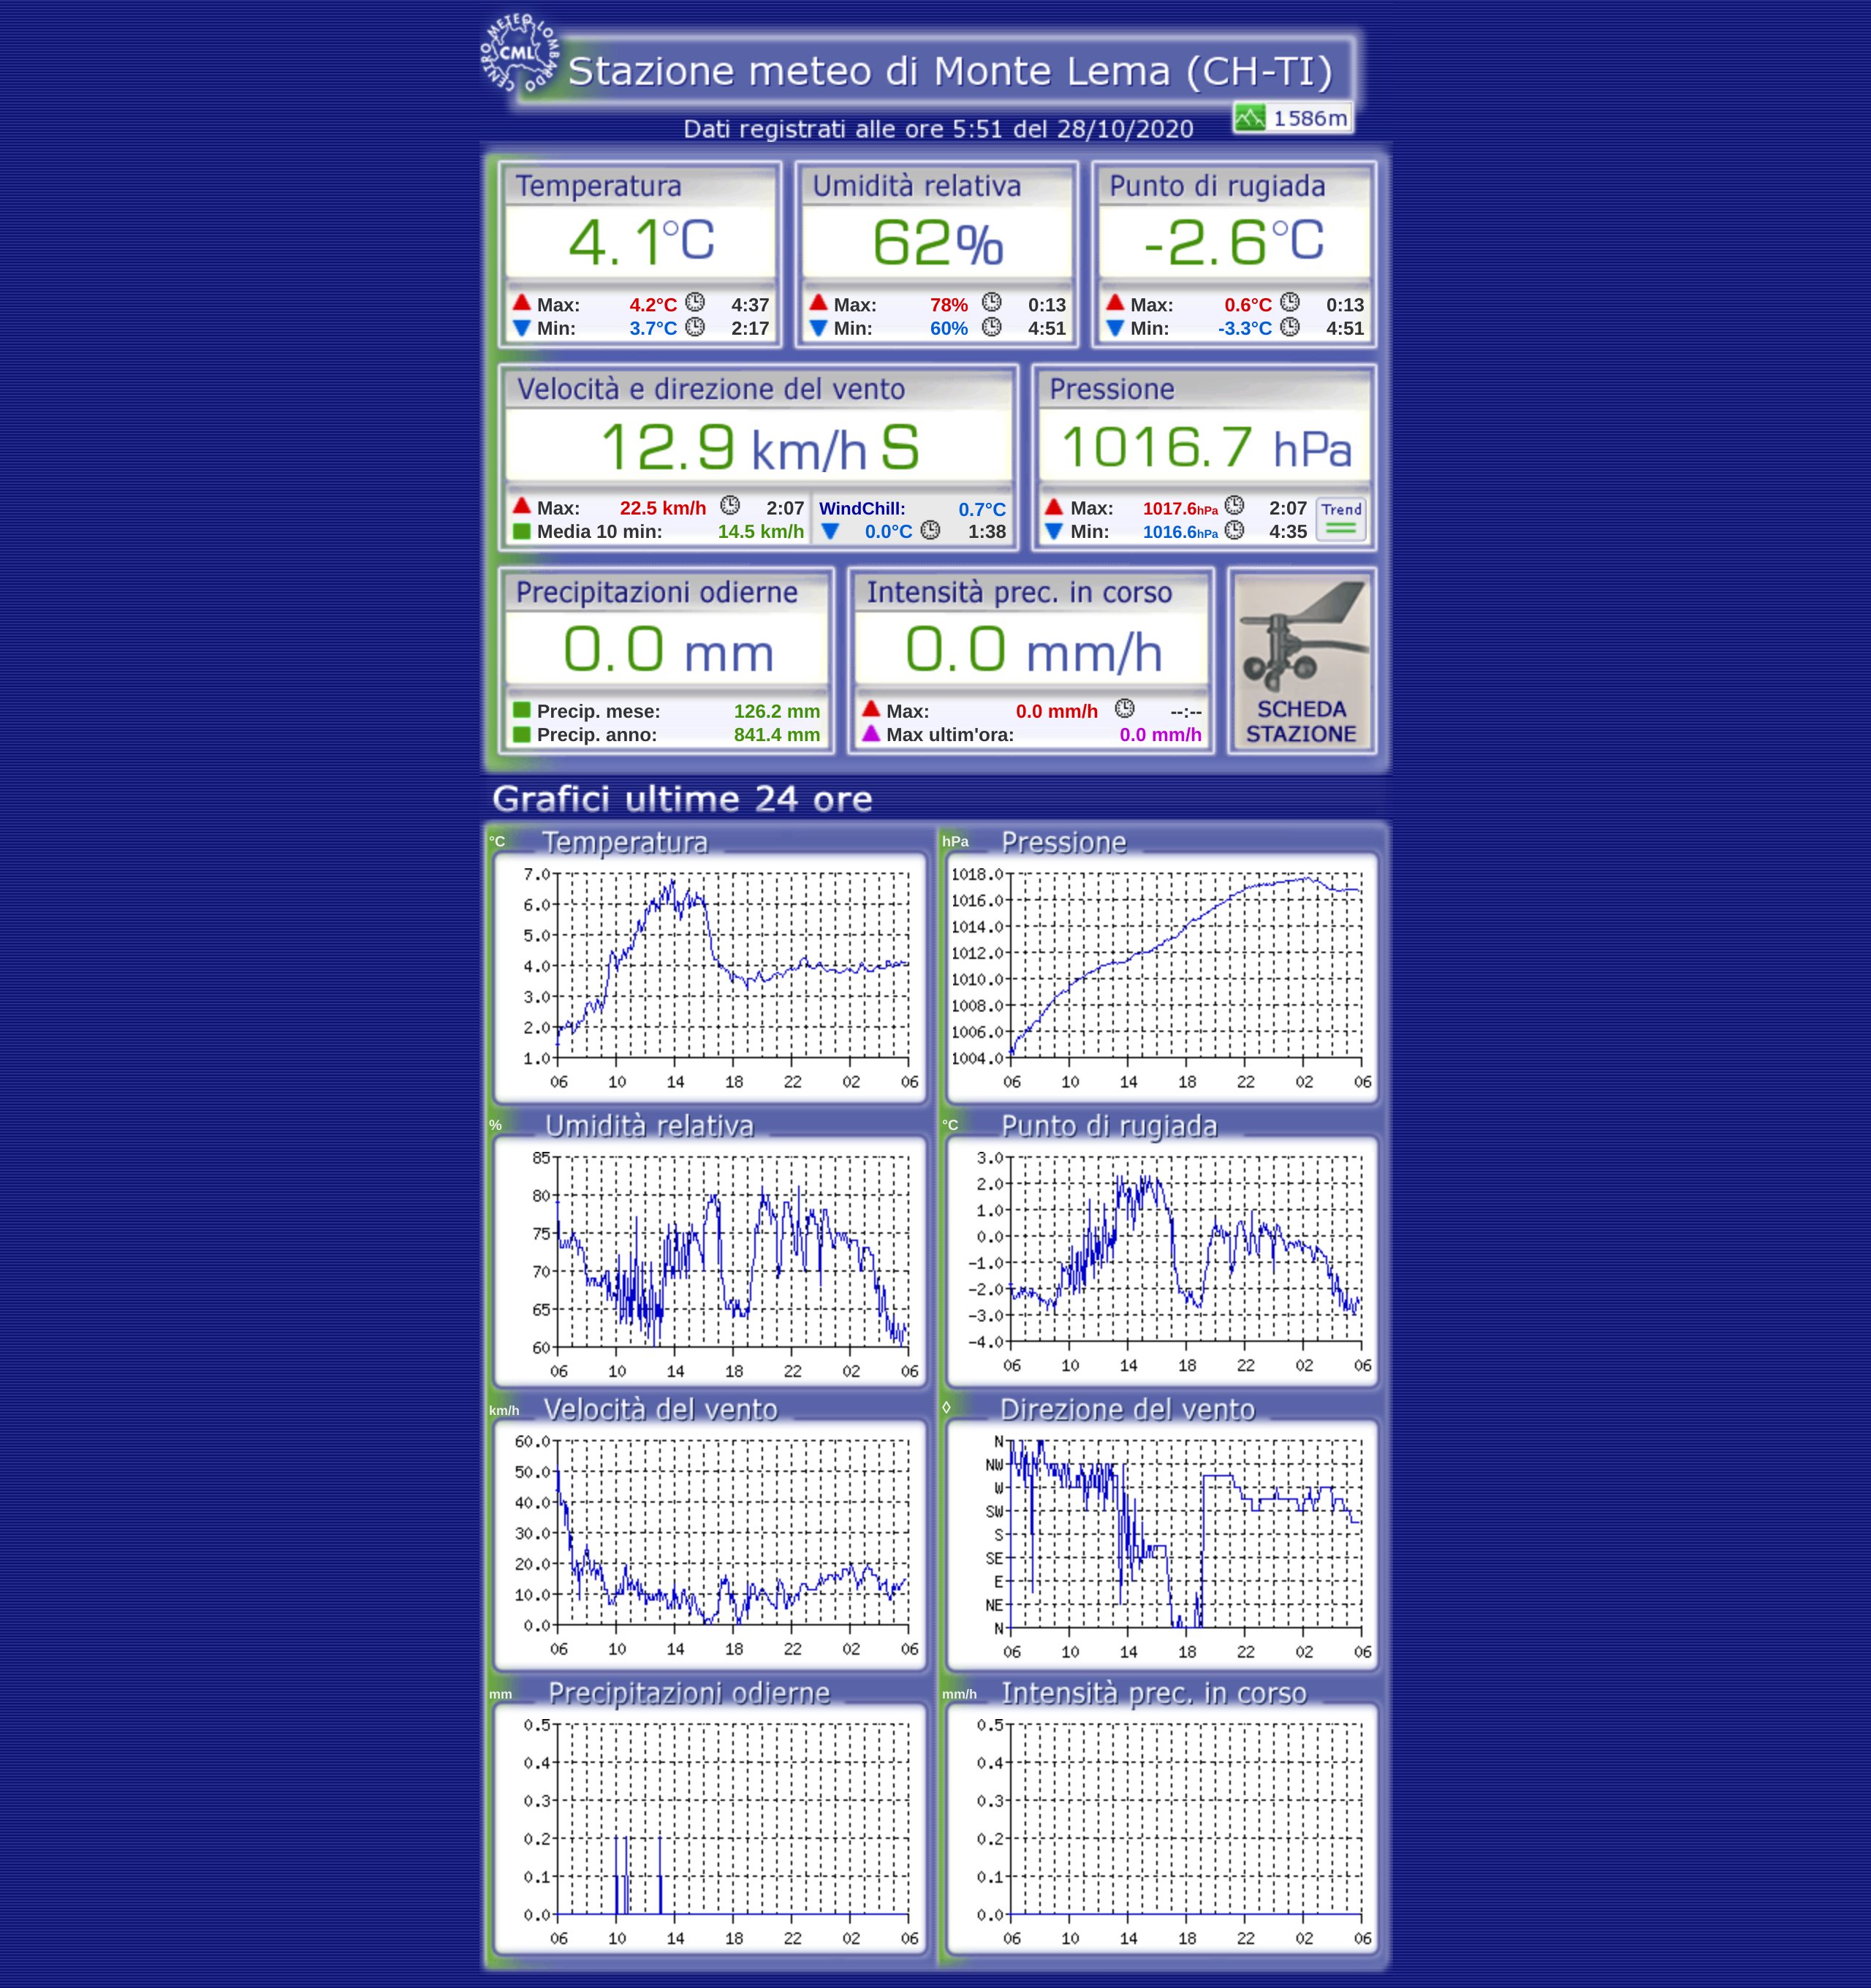 CENTRO METEO LOMBARDO
CML
Stazione meteo di Monte Lema (CH-TI)
1586m
Dati registrati alle ore 5:51 del 28/10/2020
Temperatura
4.1°C
Max: 4.2°C 4:37
Min: 3.7°C 2:17
Umidità relativa
62%
Max: 78% 0:13
Min: 60% 4:51
Punto di rugiada
-2.6°C
Max: 0.6°C 0:13
Min: -3.3°C 4:51
Velocità e direzione del vento
12.9 km/h S
Max: 22.5 km/h 2:07
Media 10 min: 14.5 km/h
WindChill: 0.7°C
0.0°C 1:38
Pressione
1016.7 hPa
Max: 1017.6hPa 2:07
Min: 1016.6hPa 4:35
Trend
Precipitazioni odierne
0.0 mm
Precip. mese: 126.2 mm
Precip. anno: 841.4 mm
Intensità prec. in corso
0.0 mm/h
Max: 0.0 mm/h --:--
Max ultim'ora: 0.0 mm/h
SCHEDA
STAZIONE
Grafici ultime 24 ore
°C Temperatura
7.0
6.0
5.0
4.0
3.0
2.0
1.0
06 10 14 18 22 02 06
hPa Pressione
1018.0
1016.0
1014.0
1012.0
1010.0
1008.0
1006.0
1004.0
06 10 14 18 22 02 06
% Umidità relativa
85
80
75
70
65
60
06 10 14 18 22 02 06
°C Punto di rugiada
3.0
2.0
1.0
0.0
-1.0
-2.0
-3.0
-4.0
06 10 14 18 22 02 06
km/h Velocità del vento
60.0
50.0
40.0
30.0
20.0
10.0
0.0
06 10 14 18 22 02 06
◊ Direzione del vento
N
NW
W
SW
S
SE
E
NE
N
06 10 14 18 22 02 06
mm Precipitazioni odierne
0.5
0.4
0.3
0.2
0.1
0.0
06 10 14 18 22 02 06
mm/h Intensità prec. in corso
0.5
0.4
0.3
0.2
0.1
0.0
06 10 14 18 22 02 06